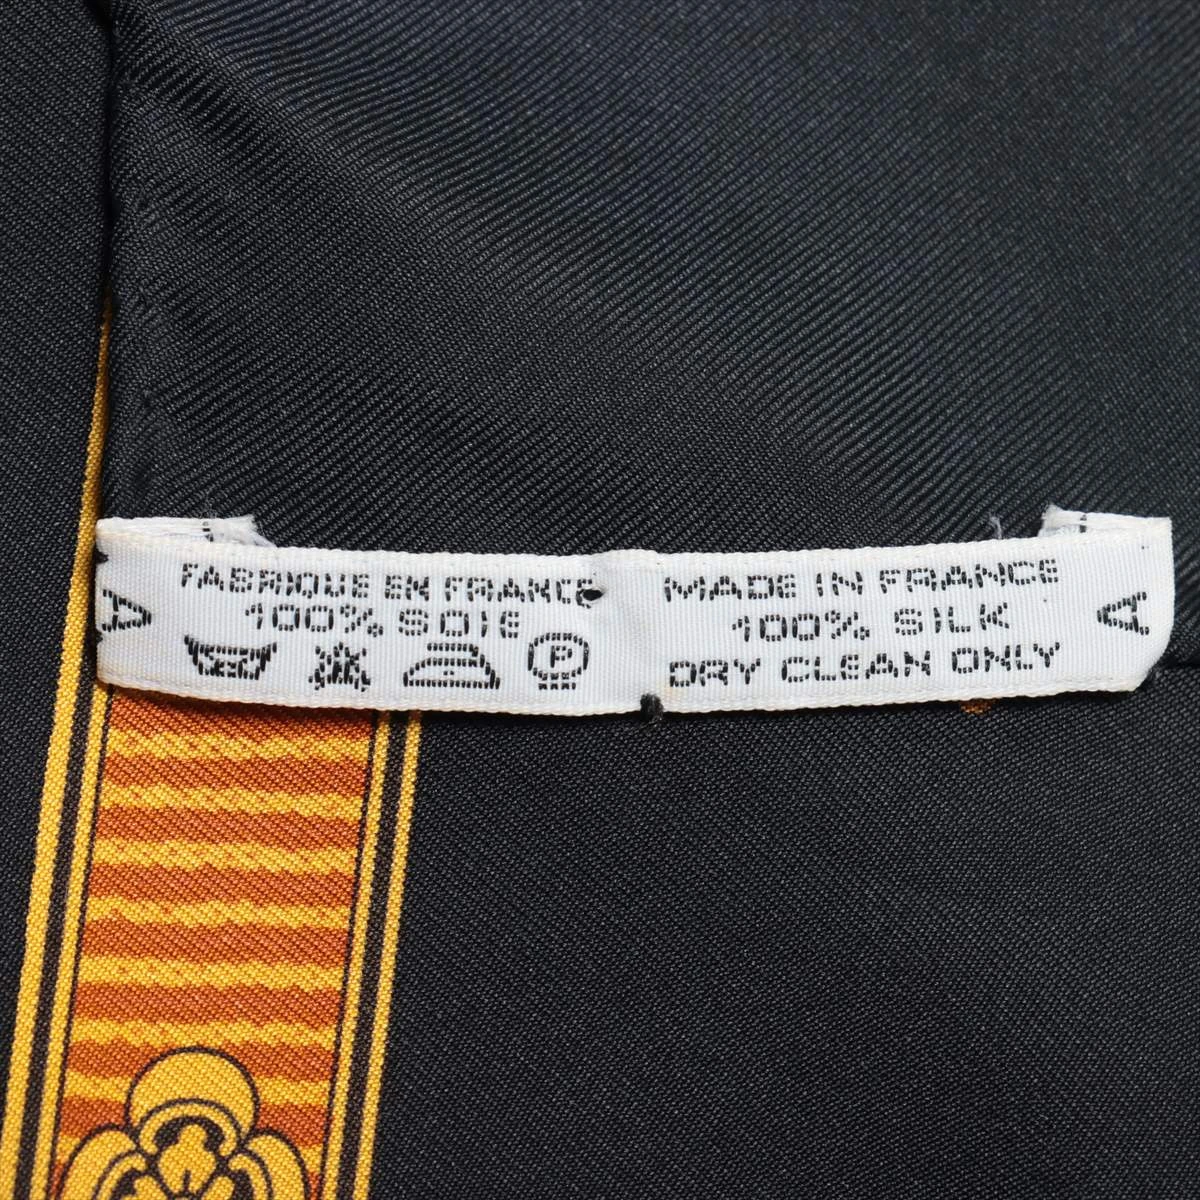 FABRIQUE EN FRANCE
100% SOIE
P
A
MADE IN FRANCE
100% SILK
DRY CLEAN ONLY
A